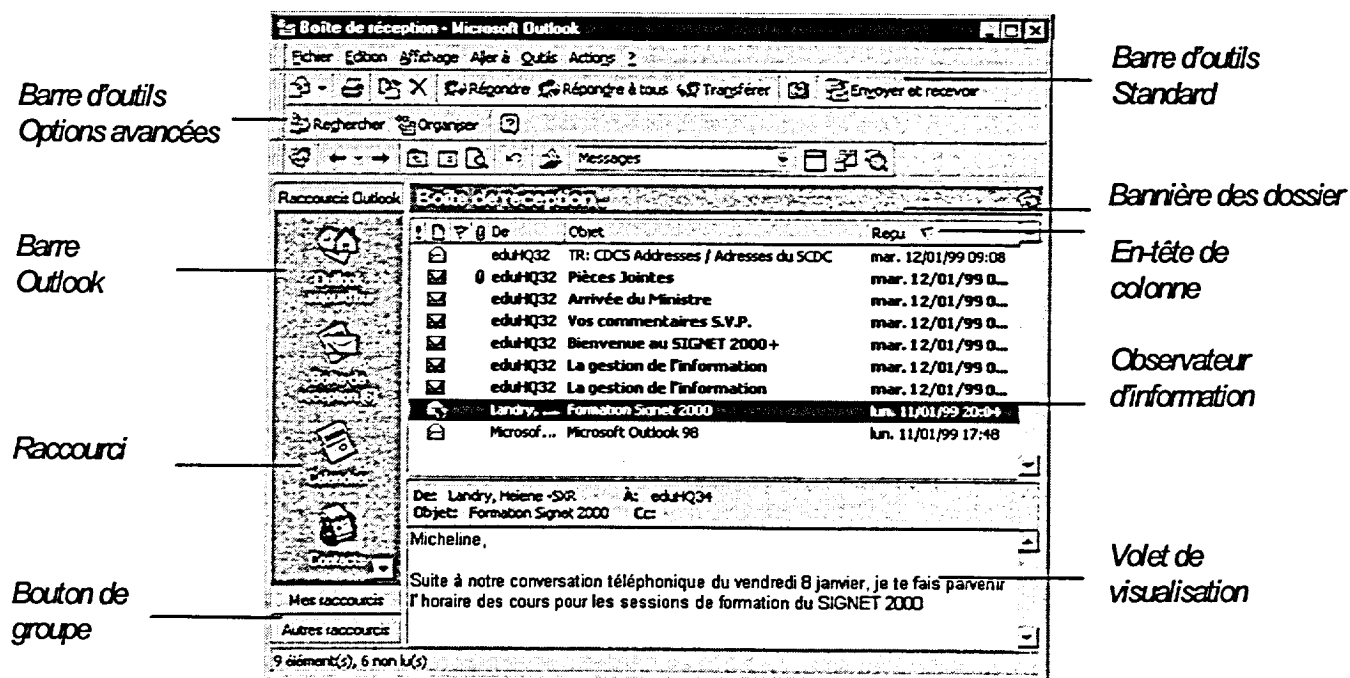 Boîte de réception - Microsoft Outlook
Fichier Edition Affichage Aller à Outils Actions ?
Répondre Répondre à tous Transférer Envoyer et recevoir
Rechercher Organiser
Messages
Raccourcis Outlook
Boîte de réception
! De Objet Reçu
eduHQ32 TR: CDCS Addresses / Adresses du SCDC mar. 12/01/99 09:08
eduHQ32 Pièces Jointes mar. 12/01/99 0...
eduHQ32 Arrivée du Ministre mar. 12/01/99 0...
eduHQ32 Vos commentaires S.V.P. mar. 12/01/99 0...
eduHQ32 Bienvenue au SIGNET 2000+ mar. 12/01/99 0...
eduHQ32 La gestion de l'information mar. 12/01/99 0...
eduHQ32 La gestion de l'information mar. 12/01/99 0...
Landry, ... Formation Signet 2000 lun. 11/01/99 20:04
Microsof... Microsoft Outlook 98 lun. 11/01/99 17:48
De: Landry, Helene -SXR À: eduHQ34
Objet: Formation Signet 2000 Cc:
Micheline,
Suite à notre conversation téléphonique du vendredi 8 janvier, je te fais parvenir
l'horaire des cours pour les sessions de formation du SIGNET 2000
Mes raccourcis
Autres raccourcis
9 élément(s), 6 non lu(s)
Barre d'outils
Options avancées
Barre
Outlook
Raccourci
Bouton de
groupe
Barre d'outils
Standard
Bannière des dossier
En-tête de
colonne
Observateur
d'information
Volet de
visualisation